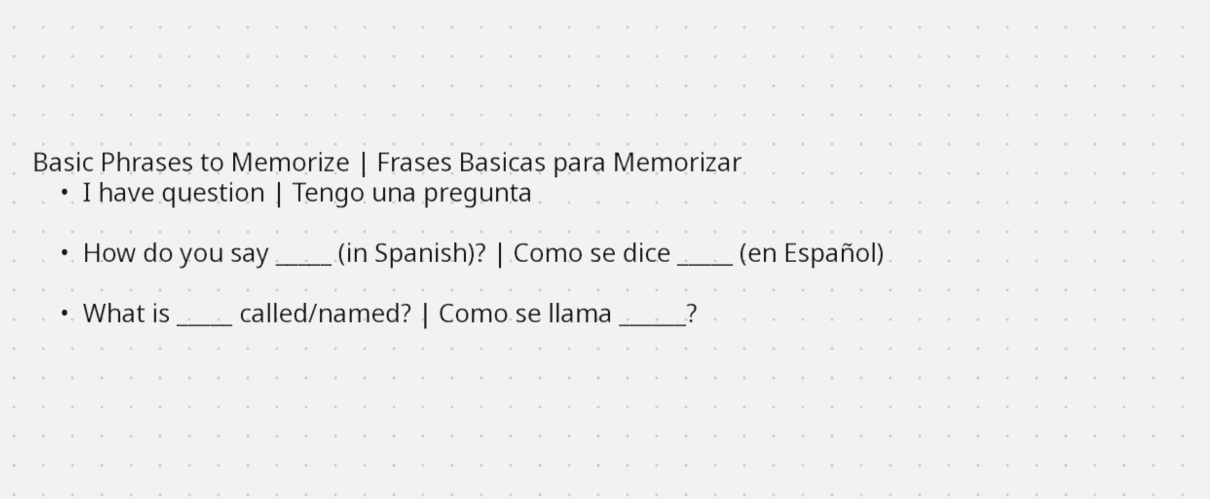 Basic Phrases to Memorize | Frases Basicas para Memorizar
• I have question | Tengo una pregunta
• How do you say _____ (in Spanish)? | Como se dice _____ (en Español)
• What is _____ called/named? | Como se llama ______?